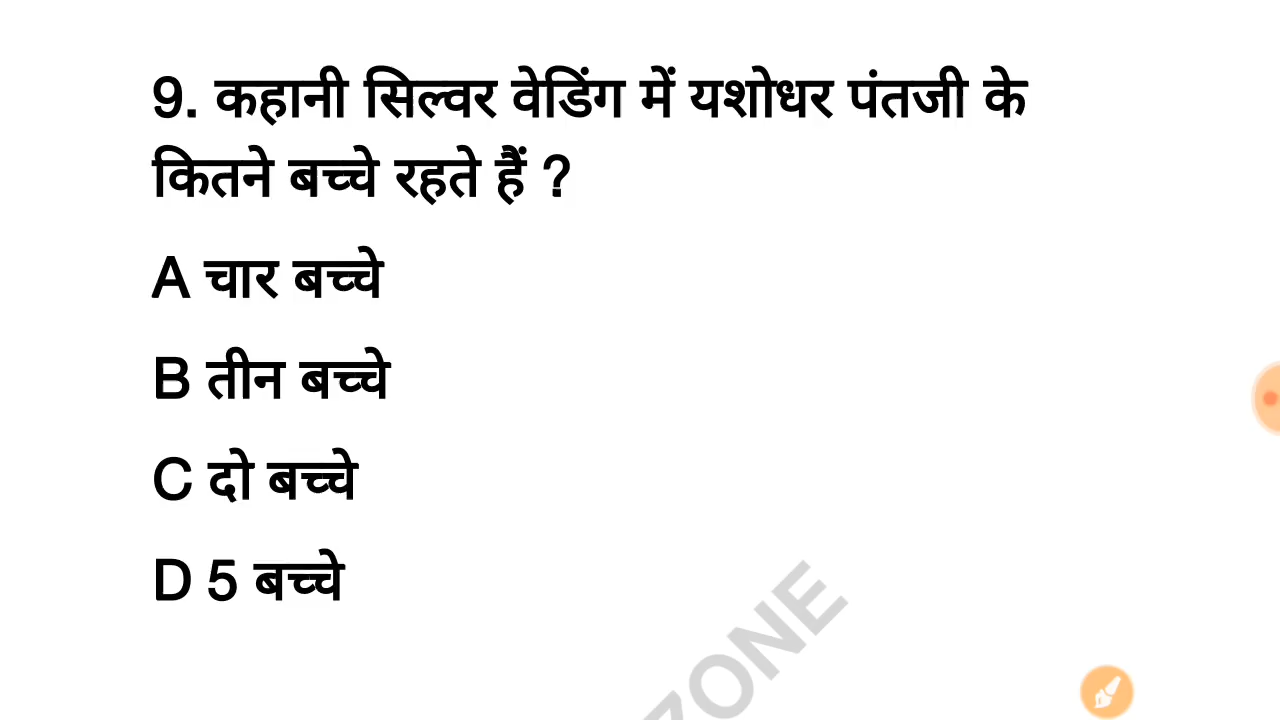 9. कहानी सिल्वर वेडिंग में यशोधर पंतजी के
कितने बच्चे रहते हैं ?
A चार बच्चे
B तीन बच्चे
C दो बच्चे
D 5 बच्चे
ZONE